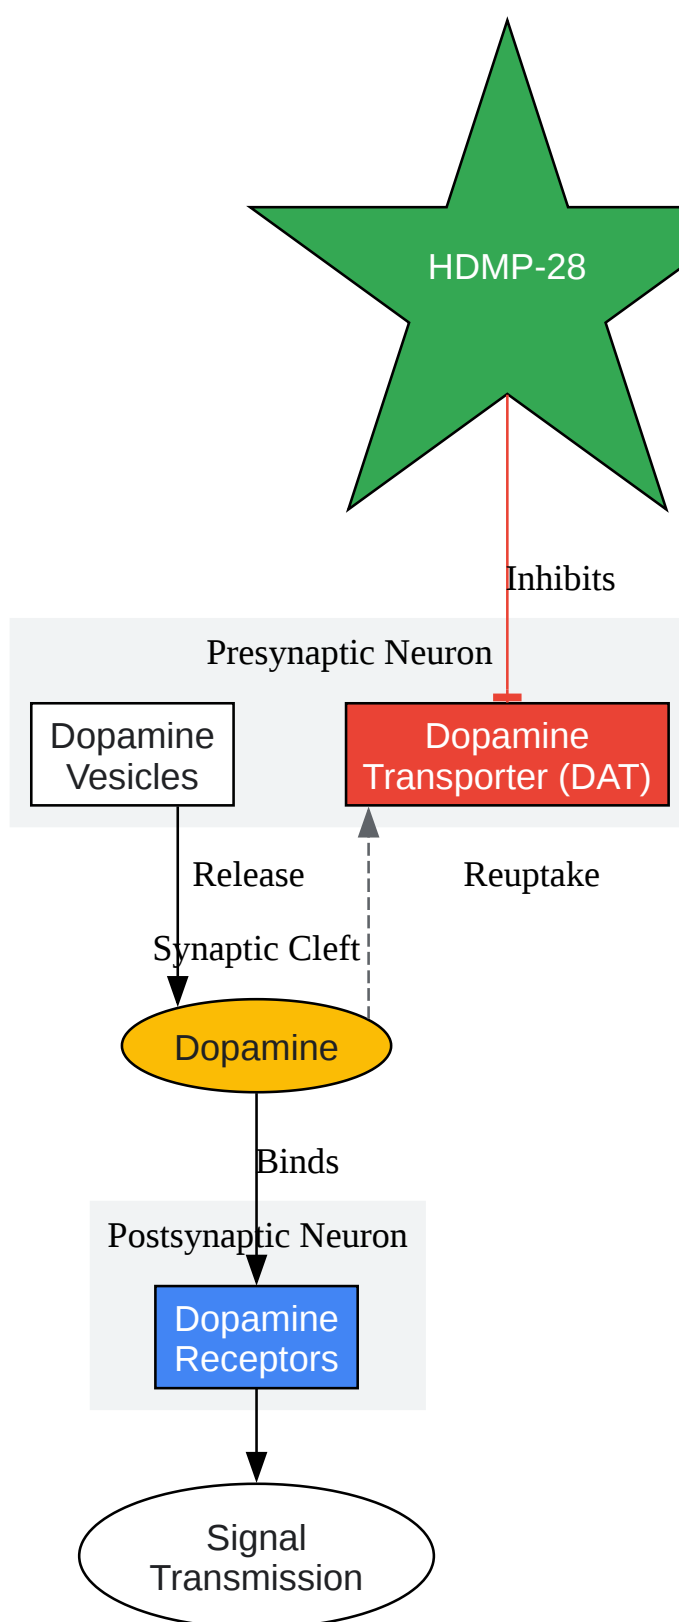 HDMP-28
Inhibits
Presynaptic Neuron
Dopamine
Vesicles
Dopamine
Transporter (DAT)
Release
Reuptake
Synaptic Cleft
Dopamine
Binds
Postsynaptic Neuron
Dopamine
Receptors
Signal
Transmission